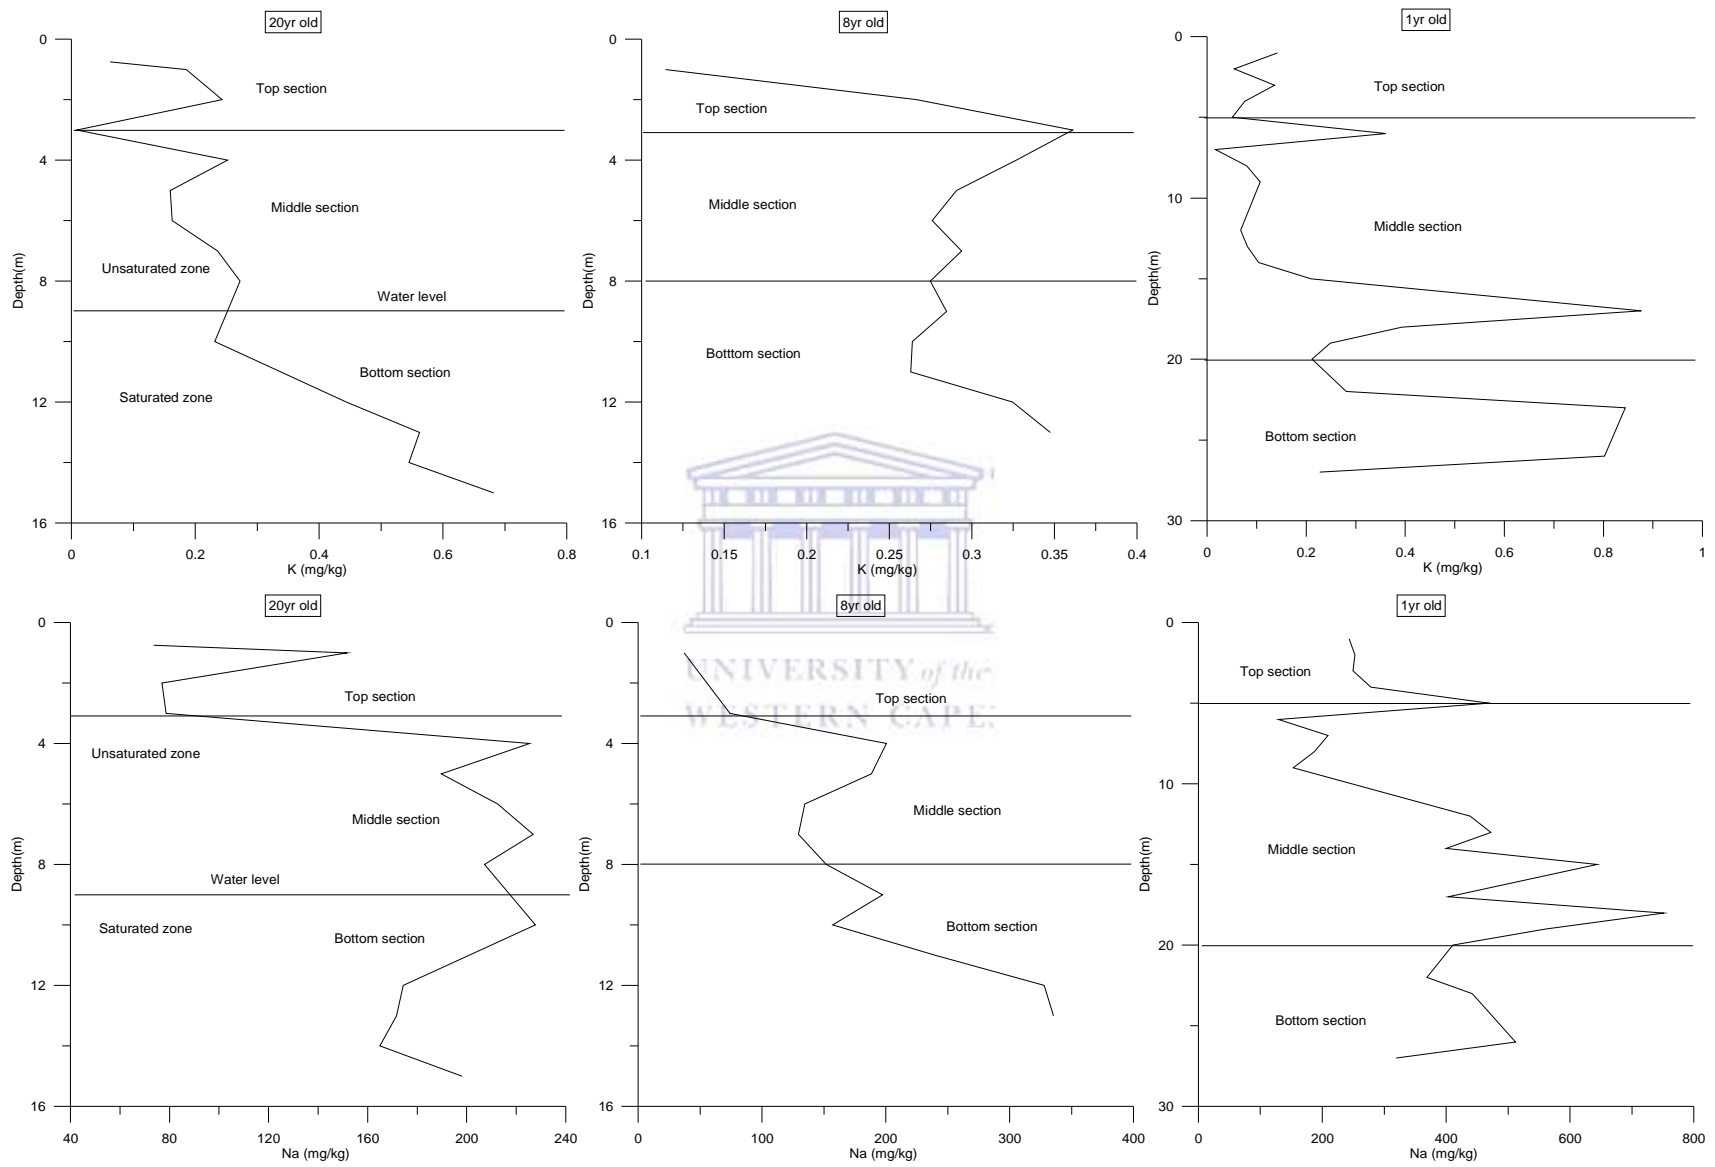 20yr old
0
4
8
12
16
Depth(m)
Top section
Middle section
Unsaturated zone
Water level
Bottom section
Saturated zone
0 0.2 0.4 0.6 0.8
K (mg/kg)
8yr old
0
4
8
12
16
Depth(m)
Top section
Middle section
Botttom section
0.1 0.15 0.2 0.25 0.3 0.35 0.4
K (mg/kg)
1yr old
0
10
20
30
Depth(m)
Top section
Middle section
Bottom section
0 0.2 0.4 0.6 0.8 1
K (mg/kg)
20yr old
0
4
8
12
16
Depth(m)
Top section
Unsaturated zone
Middle section
Water level
Saturated zone
Bottom section
40 80 120 160 200 240
Na (mg/kg)
8yr old
0
4
8
12
16
Depth(m)
Top section
Middle section
Bottom section
0 100 200 300 400
Na (mg/kg)
1yr old
0
10
20
30
Depth(m)
Top section
Middle section
Bottom section
0 200 400 600 800
Na (mg/kg)
UNIVERSITY of the
WESTERN CAPE